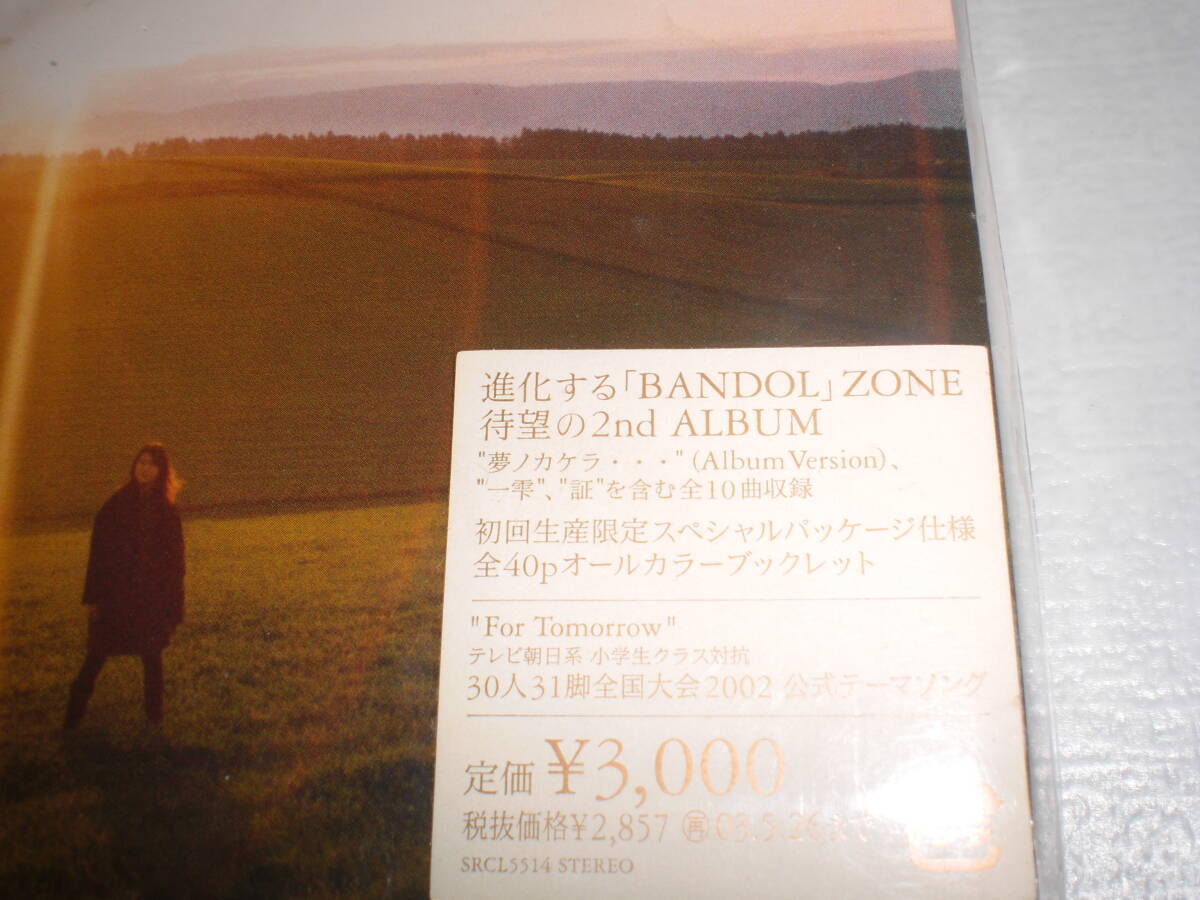 進化する「BANDOL」ZONE
待望の2nd ALBUM
"夢ノカケラ・・・"(Album Version)、
"一雫"、"証"を含む全10曲収録
初回生産限定スペシャルパッケージ仕様
全40pオールカラーブックレット
"For Tomorrow"
テレビ朝日系 小学生クラス対抗
30人31脚全国大会2002 公式テーマソング
定価 ¥3,000
税抜価格¥2,857 ㊢03.5.26
SRCL5514 STEREO